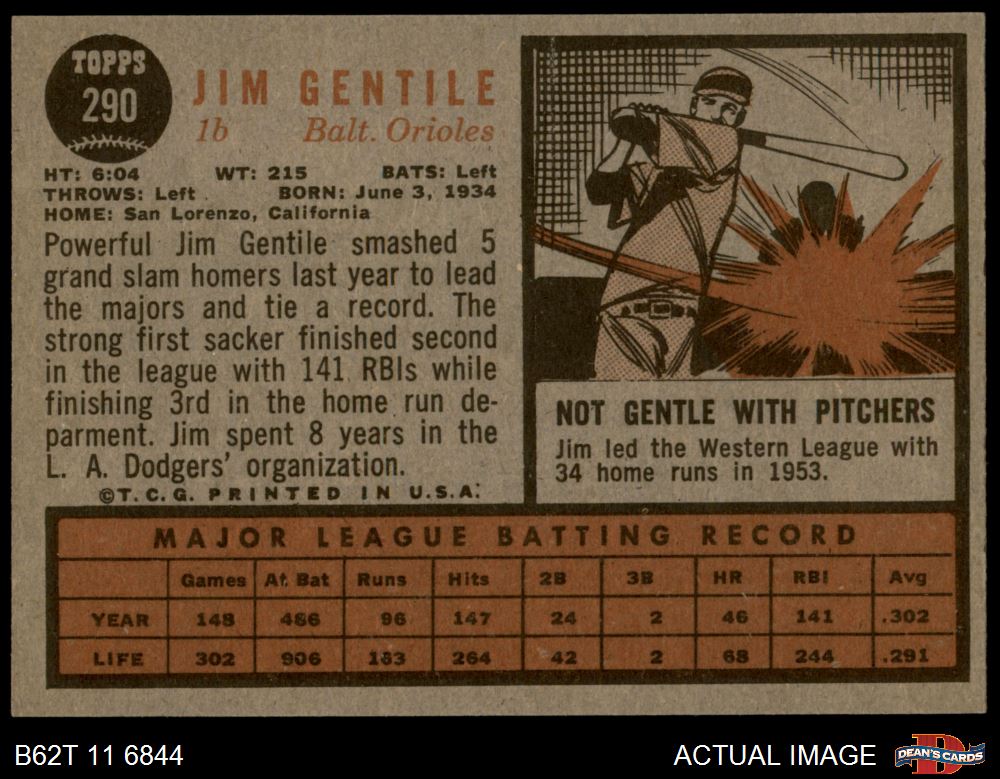 TOPPS
290
JIM GENTILE
1b Balt. Orioles
HT: 6:04 WT: 215 BATS: Left
THROWS: Left BORN: June 3, 1934
HOME: San Lorenzo, California
Powerful Jim Gentile smashed 5
grand slam homers last year to lead
the majors and tie a record. The
strong first sacker finished second
in the league with 141 RBIs while
finishing 3rd in the home run de-
parment. Jim spent 8 years in the
L. A. Dodgers' organization.
©T.C.G. PRINTED IN U.S.A.
NOT GENTLE WITH PITCHERS
Jim led the Western League with
34 home runs in 1953.
MAJOR LEAGUE BATTING RECORD
Games At Bat Runs Hits 2B 3B HR RBI Avg
YEAR 148 486 96 147 24 2 46 141 .302
LIFE 302 906 163 264 42 2 68 244 .291
B62T 11 6844 ACTUAL IMAGE DEAN'S CARDS